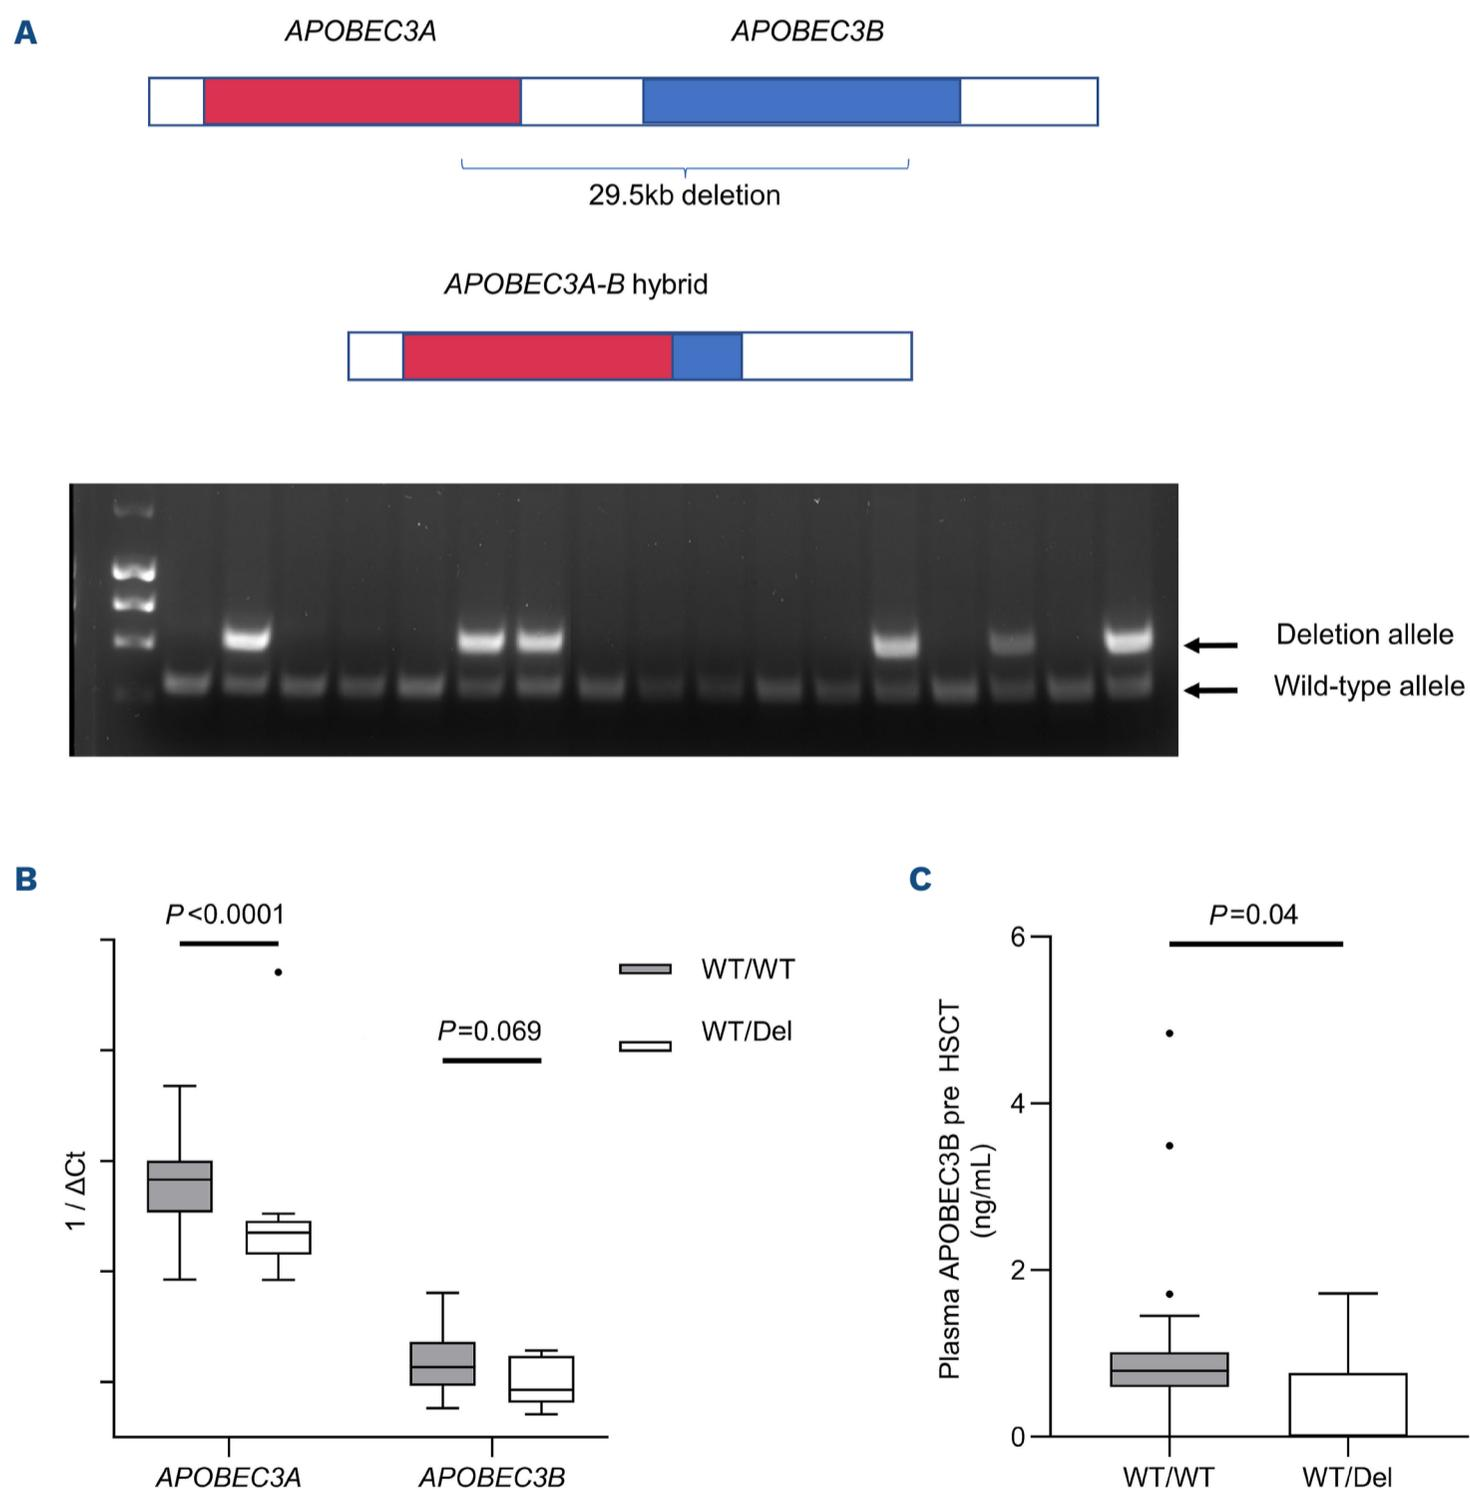 A
APOBEC3A
APOBEC3B
29.5kb deletion
APOBEC3A-B hybrid
Deletion allele
Wild-type allele
B
P<0.0001
P=0.069
WT/WT
WT/Del
1 / ΔCt
APOBEC3A
APOBEC3B
C
P=0.04
6
4
2
0
Plasma APOBEC3B pre HSCT
(ng/mL)
WT/WT
WT/Del